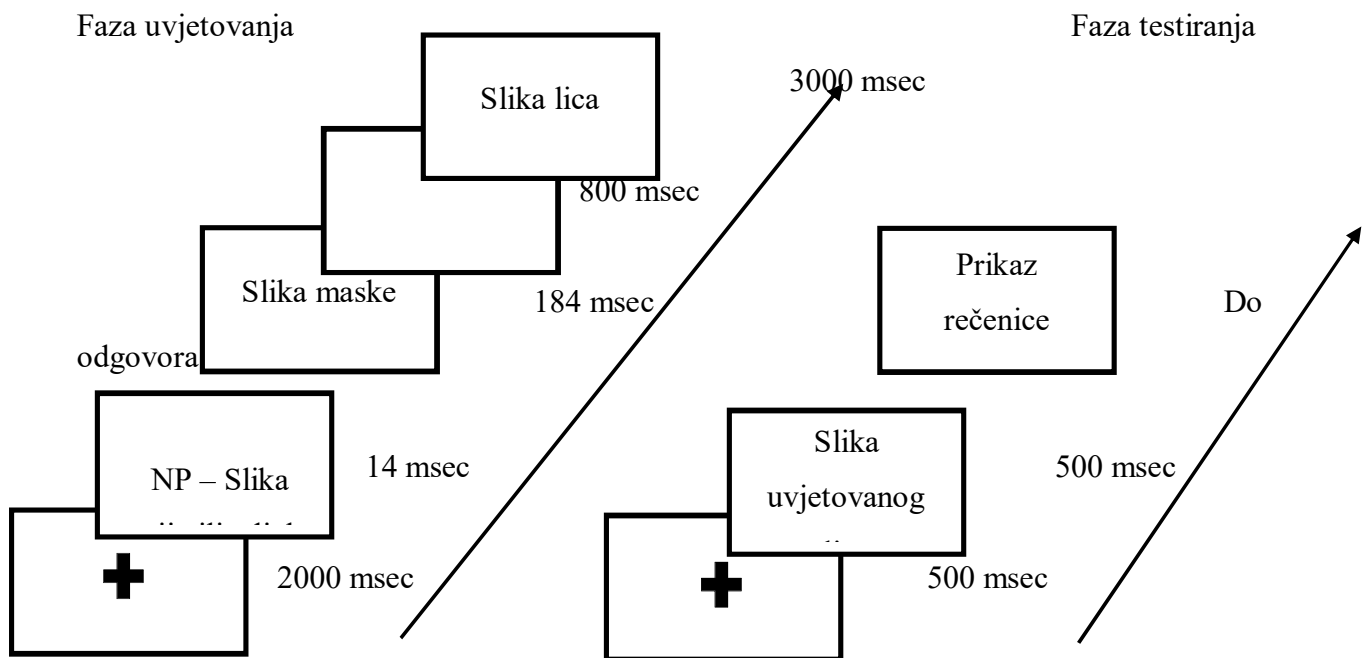 Faza uvjetovanja
Faza testiranja
Slika lica
3000 msec
800 msec
Slika maske
184 msec
Prikaz
rečenice
Do
odgovora
NP – Slika
14 msec
Slika
uvjetovanog
500 msec
2000 msec
500 msec